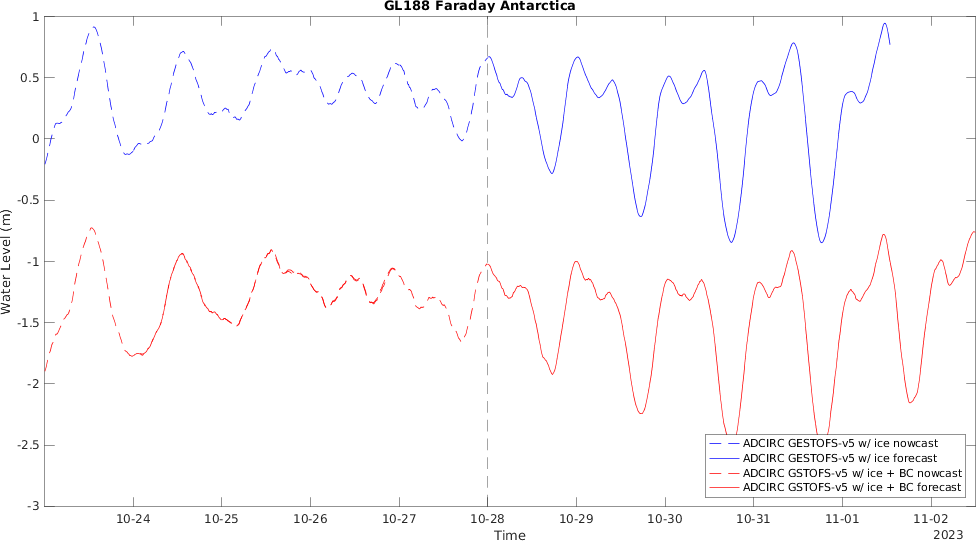 GL188 Faraday Antarctica
1
0.5
0
-0.5
-1
-1.5
-2
-2.5
-3
Water Level (m)
ADCIRC GESTOFS-v5 w/ ice nowcast
ADCIRC GESTOFS-v5 w/ ice forecast
ADCIRC GSTOFS-v5 w/ ice + BC nowcast
ADCIRC GSTOFS-v5 w/ ice + BC forecast
10-24 10-25 10-26 10-27 10-28 10-29 10-30 10-31 11-01 11-02
Time 2023